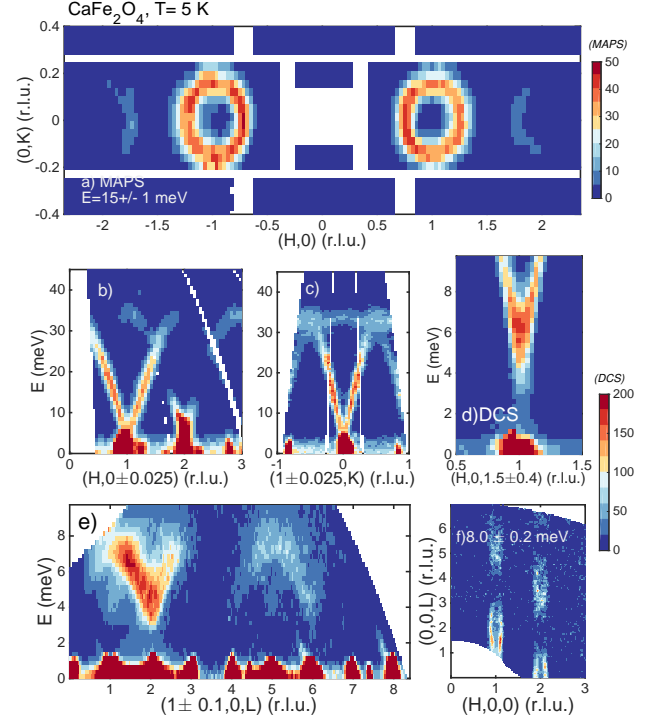 CaFe₂O₄, T= 5 K
(MAPS)
0.4
0.2
0
-0.2
-0.4
(0,K) (r.l.u.)
a) MAPS
E=15+/- 1 meV
-2 -1.5 -1 -0.5 0 0.5 1 1.5 2
(H,0) (r.l.u.)
50
40
30
20
10
0
b)
40
30
20
10
0
E (meV)
0 1 2 3
(H,0±0.025) (r.l.u.)
c)
40
30
20
10
0
-1 0 1
(1±0.025,K) (r.l.u.)
8
6
4
2
0
E (meV)
d)DCS
0.5 1 1.5
(H,0,1.5±0.4) (r.l.u.)
(DCS)
200
150
100
50
0
e)
8
6
4
2
0
E (meV)
1 2 3 4 5 6 7 8
(1± 0.1,0,L) (r.l.u.)
f)8.0 ± 0.2 meV
7
6
5
4
3
2
1
0
(0,0,L) (r.l.u.)
0 1 2 3
(H,0,0) (r.l.u.)